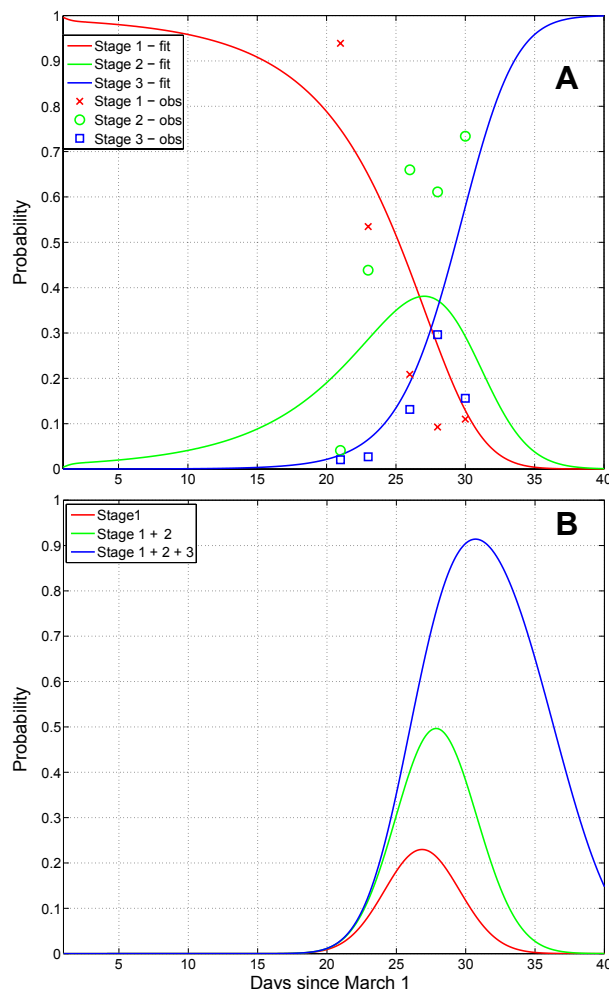 1
0.9
0.8
0.7
0.6
0.5
0.4
0.3
0.2
0.1
0
Probability
Stage 1 − fit
Stage 2 − fit
Stage 3 − fit
Stage 1 − obs
Stage 2 − obs
Stage 3 − obs
A
5 10 15 20 25 30 35 40
1
0.9
0.8
0.7
0.6
0.5
0.4
0.3
0.2
0.1
0
Probability
Stage1
Stage 1 + 2
Stage 1 + 2 + 3
B
5 10 15 20 25 30 35 40
Days since March 1